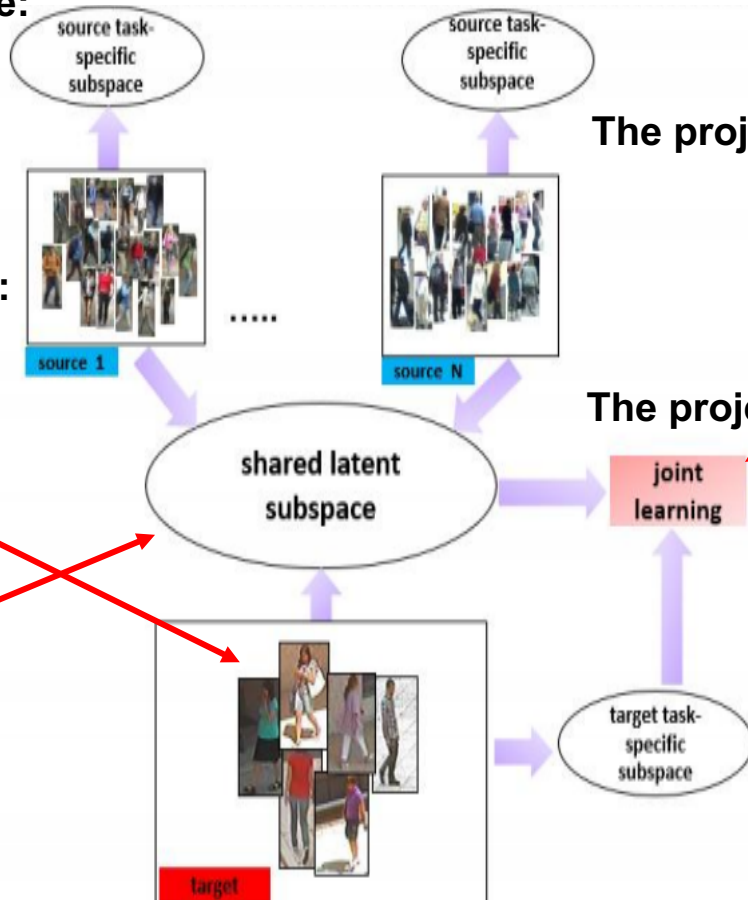 e:
source task-
specific
subspace
source task-
specific
subspace
The proj
:
.....
source 1
source N
The proje
shared latent
subspace
joint
learning
target task-
specific
subspace
target